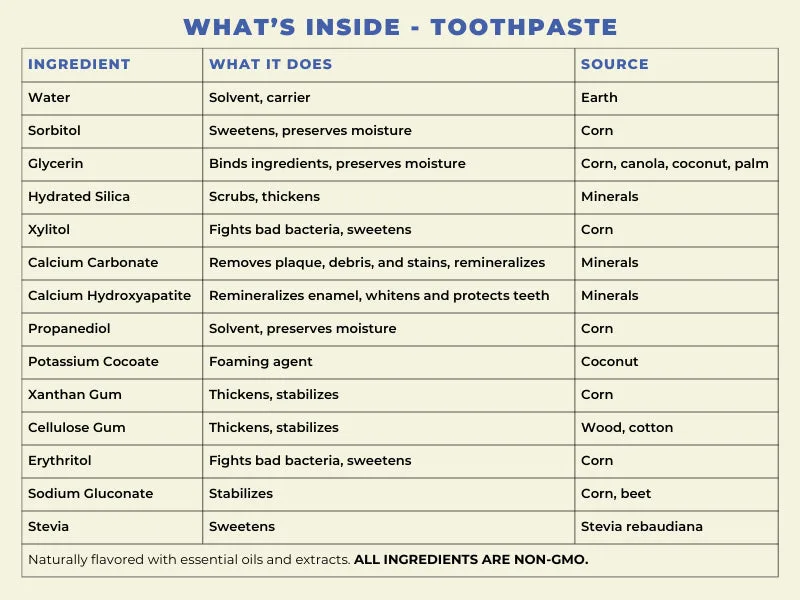 WHAT’S INSIDE - TOOTHPASTE
INGREDIENT WHAT IT DOES SOURCE
Water Solvent, carrier Earth
Sorbitol Sweetens, preserves moisture Corn
Glycerin Binds ingredients, preserves moisture Corn, canola, coconut, palm
Hydrated Silica Scrubs, thickens Minerals
Xylitol Fights bad bacteria, sweetens Corn
Calcium Carbonate Removes plaque, debris, and stains, remineralizes Minerals
Calcium Hydroxyapatite Remineralizes enamel, whitens and protects teeth Minerals
Propanediol Solvent, preserves moisture Corn
Potassium Cocoate Foaming agent Coconut
Xanthan Gum Thickens, stabilizes Corn
Cellulose Gum Thickens, stabilizes Wood, cotton
Erythritol Fights bad bacteria, sweetens Corn
Sodium Gluconate Stabilizes Corn, beet
Stevia Sweetens Stevia rebaudiana
Naturally flavored with essential oils and extracts. ALL INGREDIENTS ARE NON-GMO.